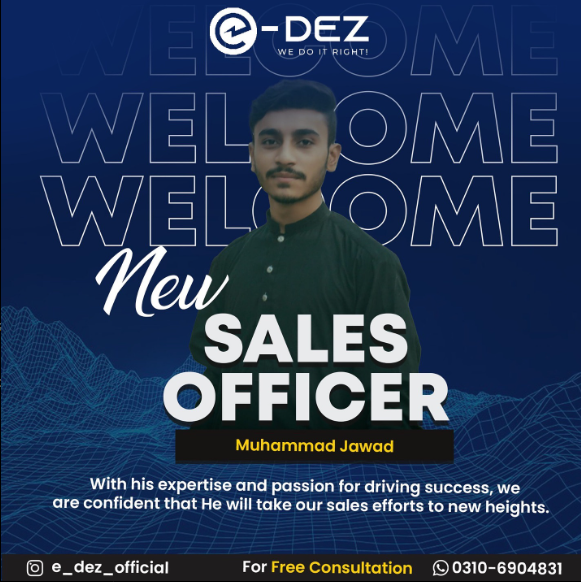 e-DEZ
WE DO IT RIGHT!
WELCOME
WELCOME
WELCOME
New
SALES
OFFICER
Muhammad Jawad
With his expertise and passion for driving success, we
are confident that He will take our sales efforts to new heights.
e_dez_official For Free Consultation 0310-6904831